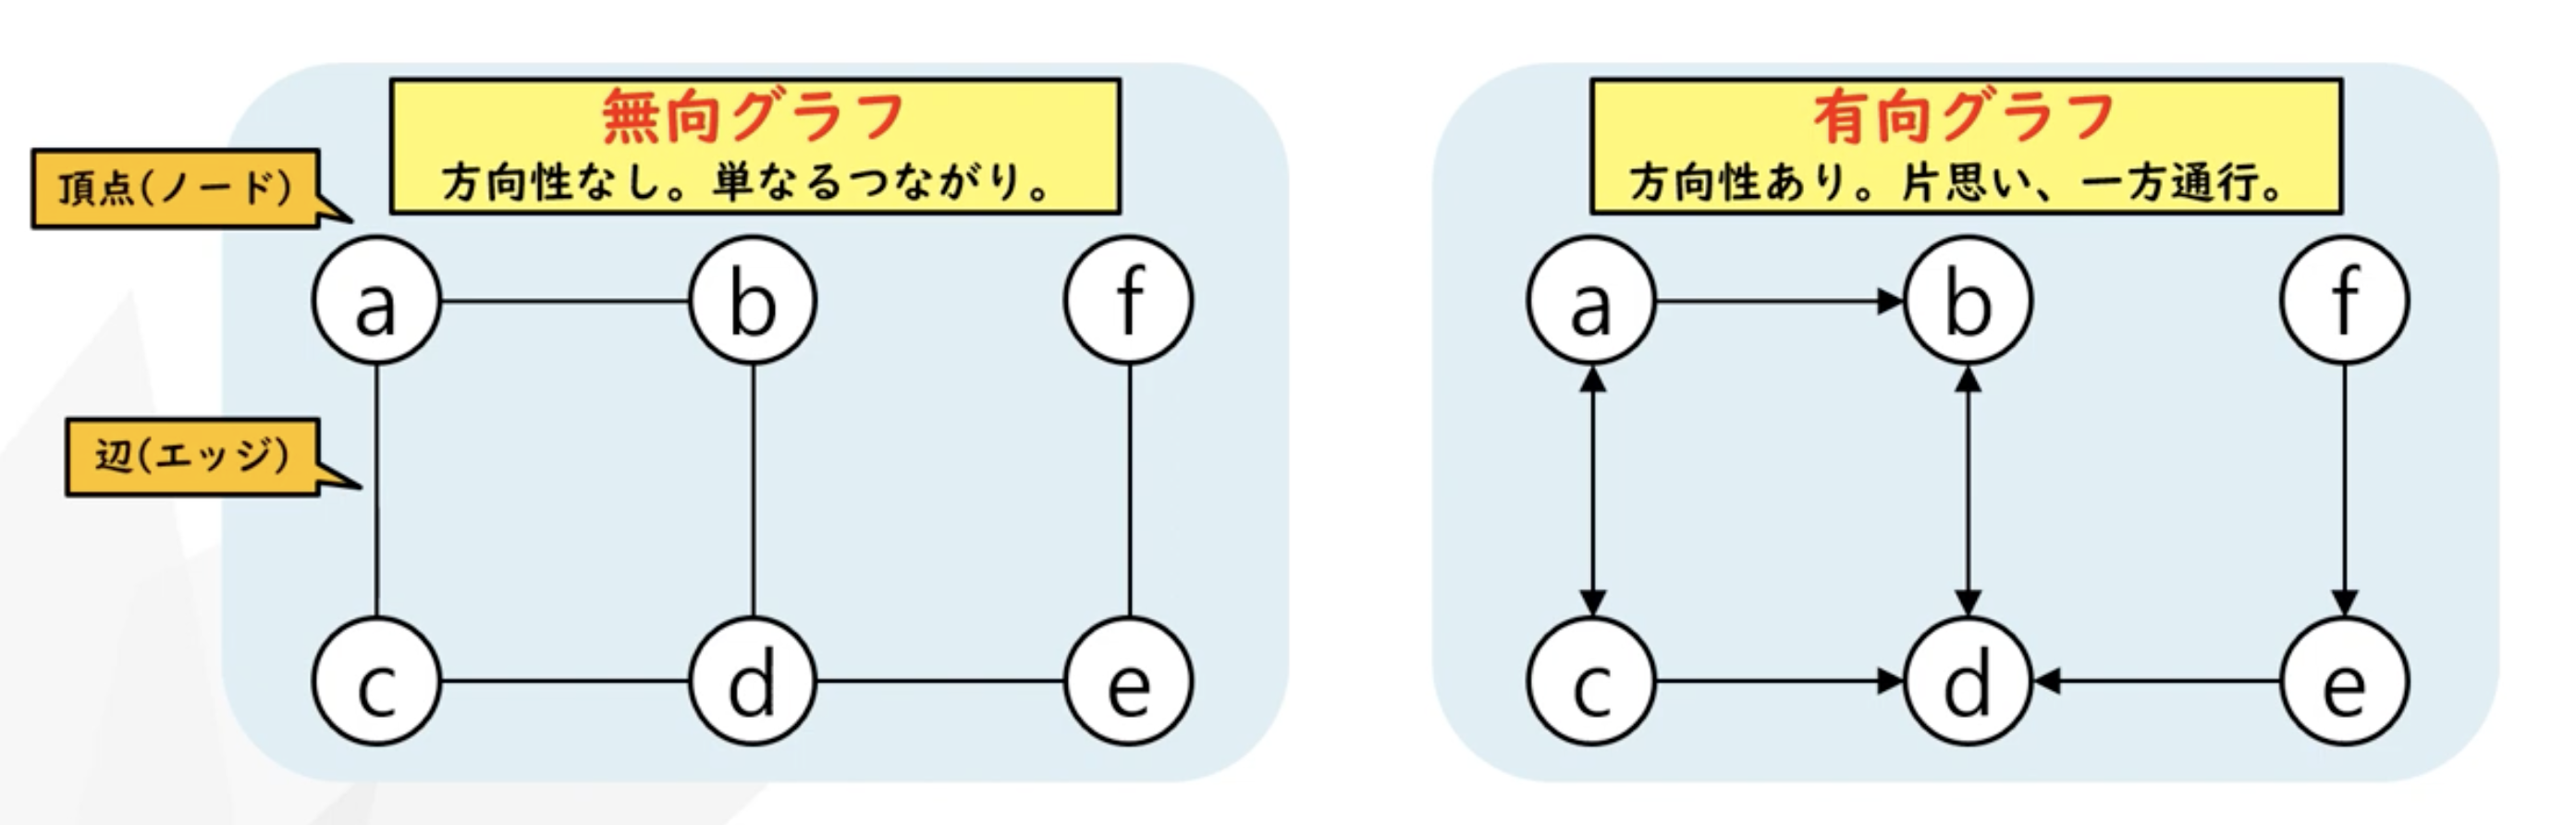 無向グラフ
方向性なし。単なるつながり。
頂点(ノード)
a
b
f
辺(エッジ)
c
d
e
有向グラフ
方向性あり。片思い、一方通行。
a
b
f
c
d
e